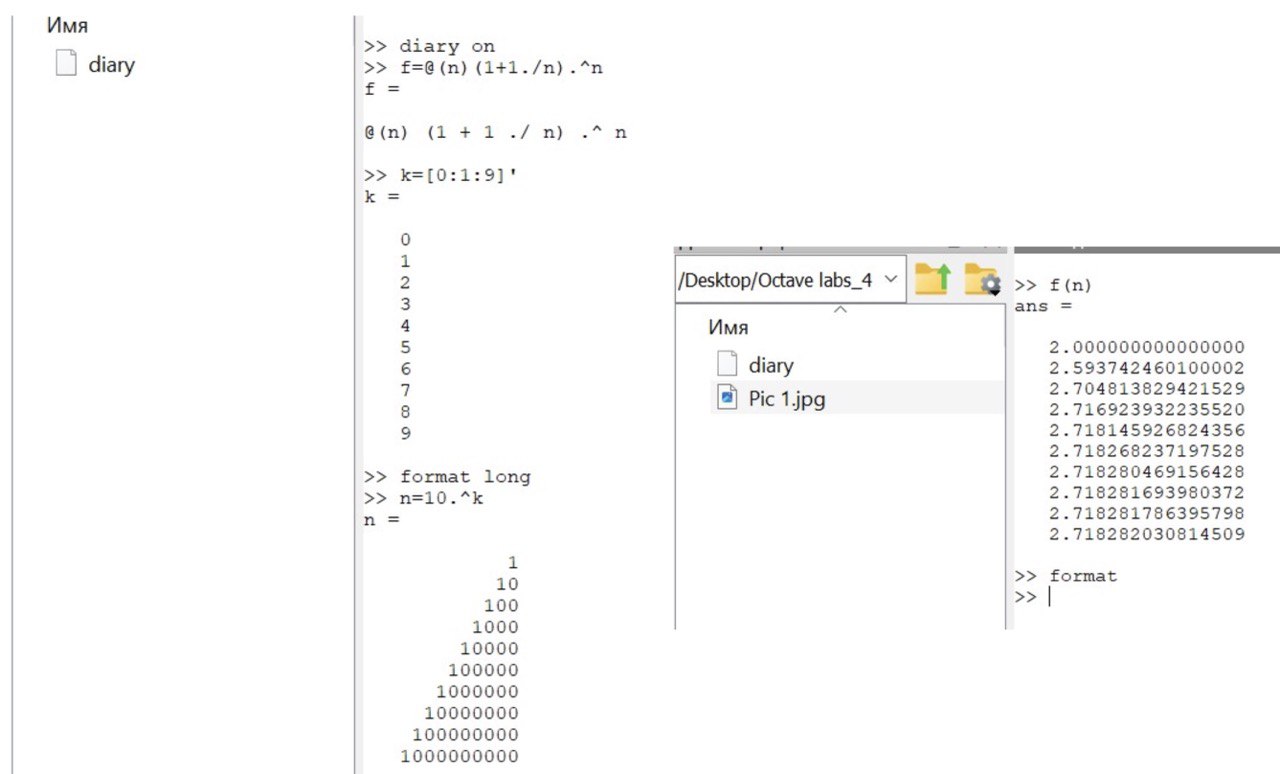 Имя
diary
>> diary on
>> f=@(n)(1+1./n).^n
f =
@(n) (1 + 1 ./ n) .^ n
>> k=[0:1:9]'
k =
0
1
2
3
4
5
6
7
8
9
>> format long
>> n=10.^k
n =
1
10
100
1000
10000
100000
1000000
10000000
100000000
1000000000
/Desktop/Octave labs_4
Имя
diary
Pic 1.jpg
>> f(n)
ans =
2.000000000000000
2.593742460100002
2.704813829421529
2.716923932235520
2.718145926824356
2.718268237197528
2.718280469156428
2.718281693980372
2.718281786395798
2.718282030814509
>> format
>>